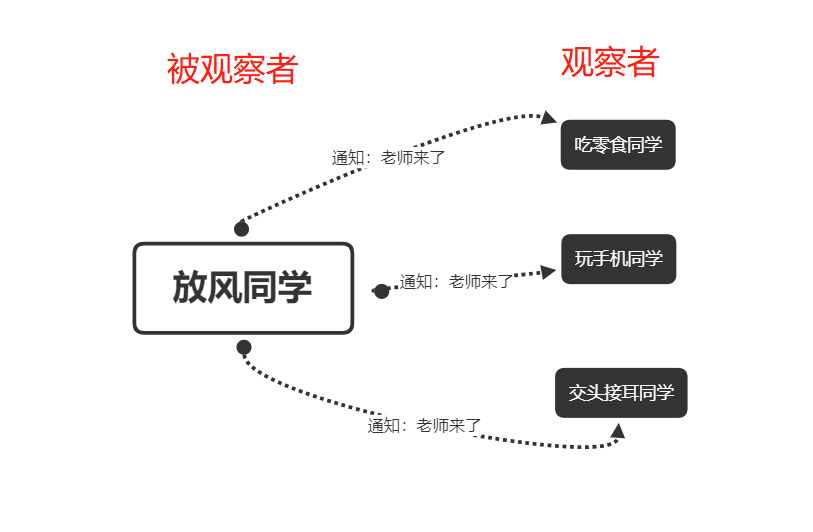 被观察者
观察者
通知：老师来了
吃零食同学
放风同学
通知：老师来了
玩手机同学
通知：老师来了
交头接耳同学